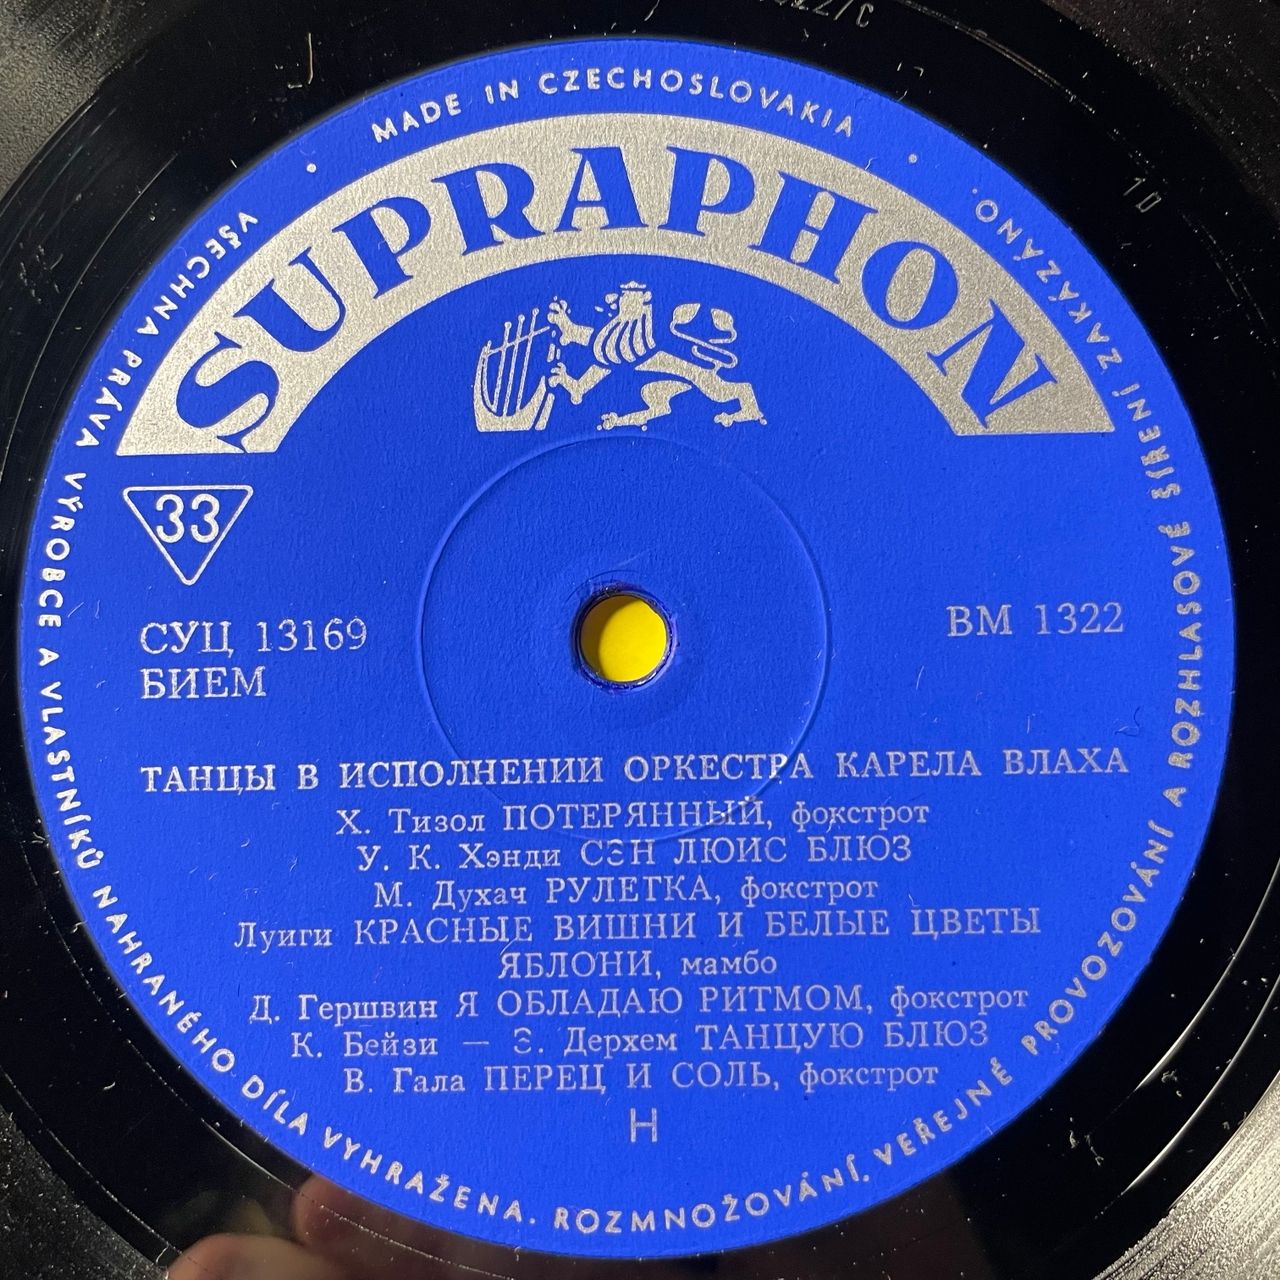 MADE IN CZECHOSLOVAKIA
SUPRAPHON
33
СУЦ 13169
БИЕМ
ВМ 1322
ТАНЦЫ В ИСПОЛНЕНИИ ОРКЕСТРА КАРЕЛА ВЛАХА
Х. Тизол ПОТЕРЯННЫЙ, фокстрот
У. К. Хэнди СЭН ЛЮИС БЛЮЗ
М. Духач РУЛЕТКА, фокстрот
Луиги КРАСНЫЕ ВИШНИ И БЕЛЫЕ ЦВЕТЫ
ЯБЛОНИ, мамбо
Д. Гершвин Я ОБЛАДАЮ РИТМОМ, фокстрот
К. Бейзи — Э. Дерхем ТАНЦУЮ БЛЮЗ
В. Гала ПЕРЕЦ И СОЛЬ, фокстрот
Н
VŠECHNA PRÁVA VÝROBCE A VLASTNÍKŮ NAHRANÉHO DÍLA VYHRAŽENA. ROZMNOŽOVÁNÍ, VEŘEJNÉ PROVOZOVÁNÍ A ROZHLASOVÉ ŠÍŘENÍ ZAKÁZÁNO.
1D